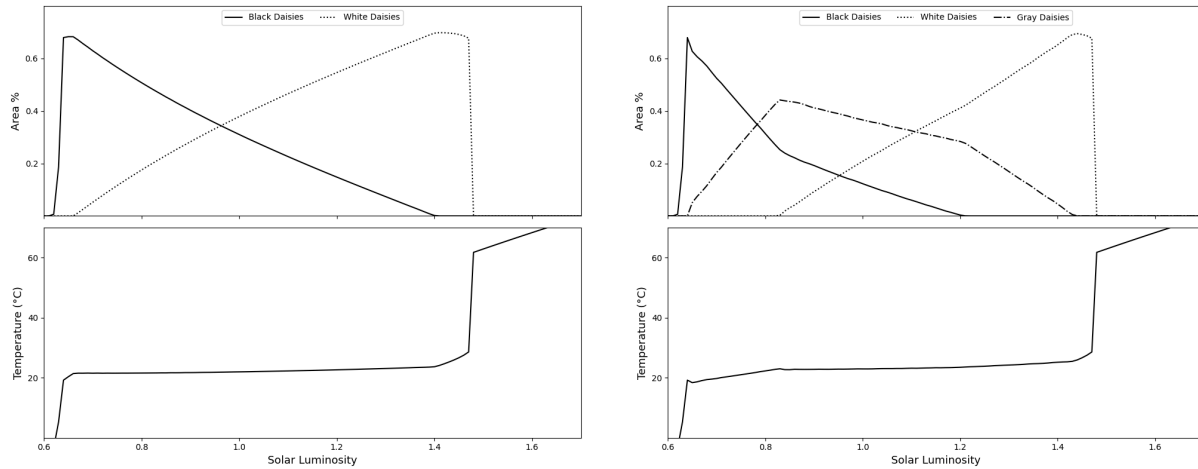 Black Daisies White Daisies
Area %
0.6
0.4
0.2
Temperature (°C)
60
40
20
0.6 0.8 1.0 1.2 1.4 1.6
Solar Luminosity
Black Daisies White Daisies Gray Daisies
Area %
0.6
0.4
0.2
Temperature (°C)
60
40
20
0.6 0.8 1.0 1.2 1.4 1.6
Solar Luminosity